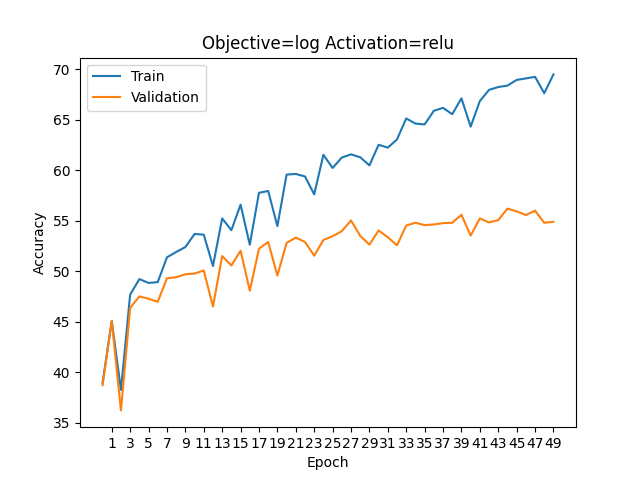 Objective=log Activation=relu
Train
Validation
70
65
60
55
50
45
40
35
Accuracy
1 3 5 7 9 11 13 15 17 19 21 23 25 27 29 31 33 35 37 39 41 43 45 47 49
Epoch